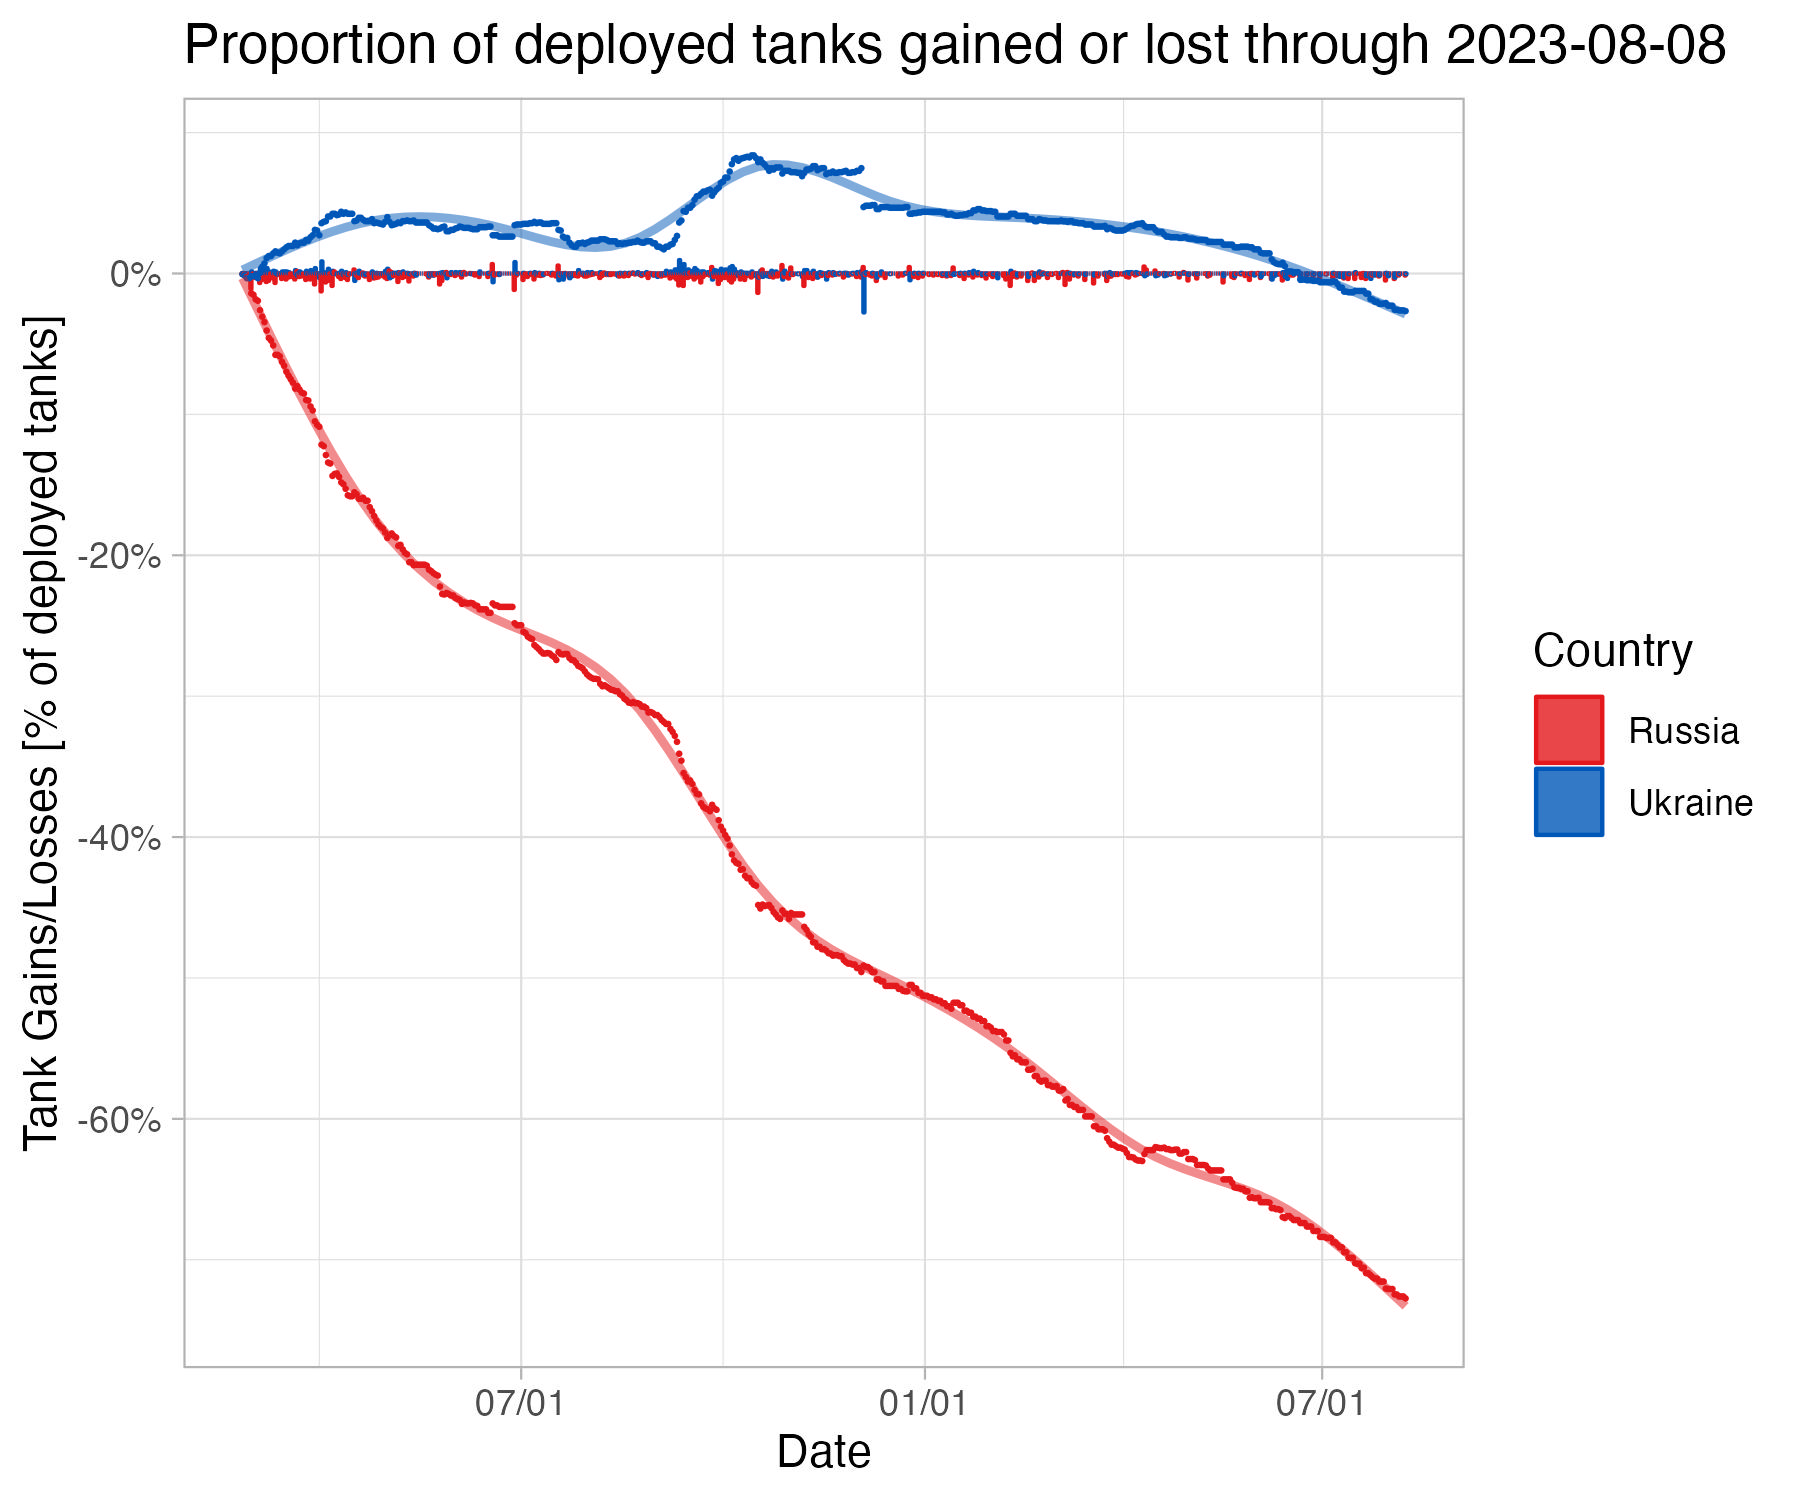 Proportion of deployed tanks gained or lost through 2023-08-08
Tank Gains/Losses [% of deployed tanks]
0%
-20%
-40%
-60%
07/01
01/01
07/01
Date
Country
Russia
Ukraine